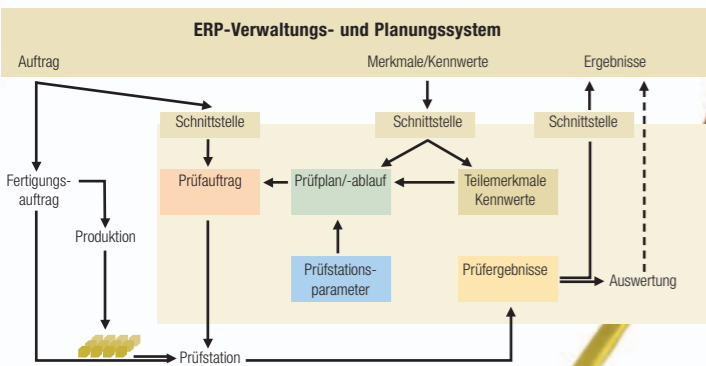 ERP-Verwaltungs- und Planungssystem
Auftrag
Merkmale/Kennwerte
Ergebnisse
Schnittstelle
Schnittstelle
Schnittstelle
Fertigungs-
auftrag
Prüfauftrag
Prüfplan/-ablauf
Teilemerkmale
Kennwerte
Produktion
Prüfstations-
parameter
Prüfergebnisse
Auswertung
Prüfstation